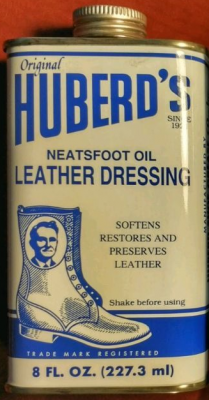 Original
HUBERD'S
SINCE
NEATSFOOT OIL
LEATHER DRESSING
SOFTENS
RESTORES AND
PRESERVES
LEATHER
Shake before using
TRADE MARK REGISTERED
8 FL. OZ. (227.3 ml)